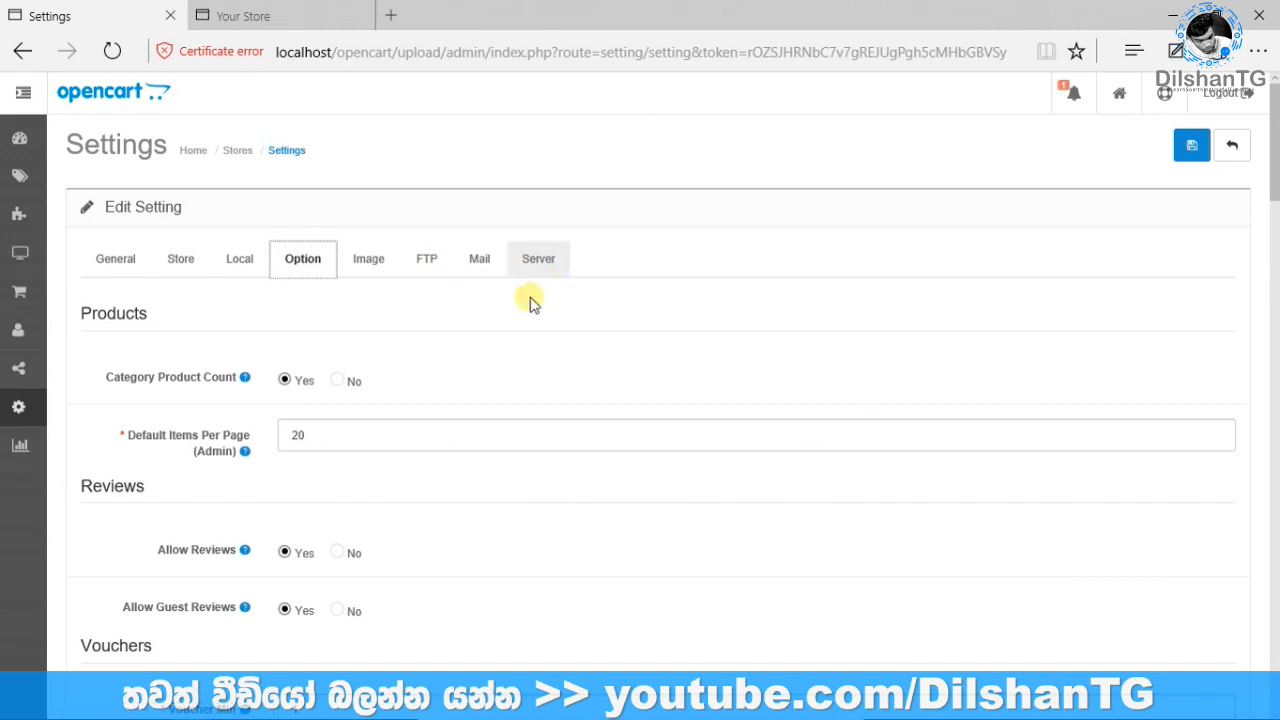 Settings
Your Store
Certificate error
localhost/opencart/upload/admin/index.php?route=setting/setting&token=rOZSJHRNbC7v7gREJUgPgh5cMHbGBVSy
DilshanTG
opencart
1
Logout
Settings
Home / Stores / Settings
Edit Setting
General
Store
Local
Option
Image
FTP
Mail
Server
Products
Category Product Count
Yes
No
* Default Items Per Page (Admin)
20
Reviews
Allow Reviews
Yes
No
Allow Guest Reviews
Yes
No
Vouchers
Voucher Min
තවත් වීඩියෝ බලන්න යන්න >> youtube.com/DilshanTG